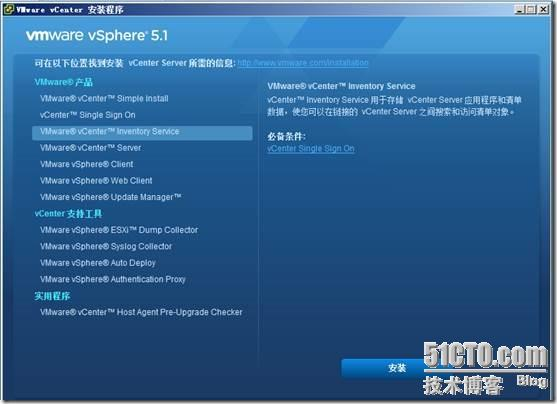 VMware vCenter 安装程序
vmware vSphere® 5.1
可在以下位置找到安装 vCenter Server 所需的信息: http://www.vmware.com/installation
VMware® 产品
VMware® vCenter™ Simple Install
vCenter™ Single Sign On
VMware® vCenter™ Inventory Service
VMware® vCenter™ Server
VMware vSphere® Client
VMware vSphere® Web Client
VMware vSphere® Update Manager™
vCenter 支持工具
VMware vSphere® ESXi™ Dump Collector
VMware vSphere® Syslog Collector
VMware vSphere® Auto Deploy
VMware vSphere® Authentication Proxy
实用程序
VMware® vCenter™ Host Agent Pre-Upgrade Checker
VMware® vCenter™ Inventory Service
vCenter™ Inventory Service 用于存储 vCenter Server 应用程序和清单
数据，使您可以在链接的 vCenter Server 之间搜索和访问清单对象。
必备条件:
vCenter Single Sign On
安装
51CTO.com
技术博客 Blog